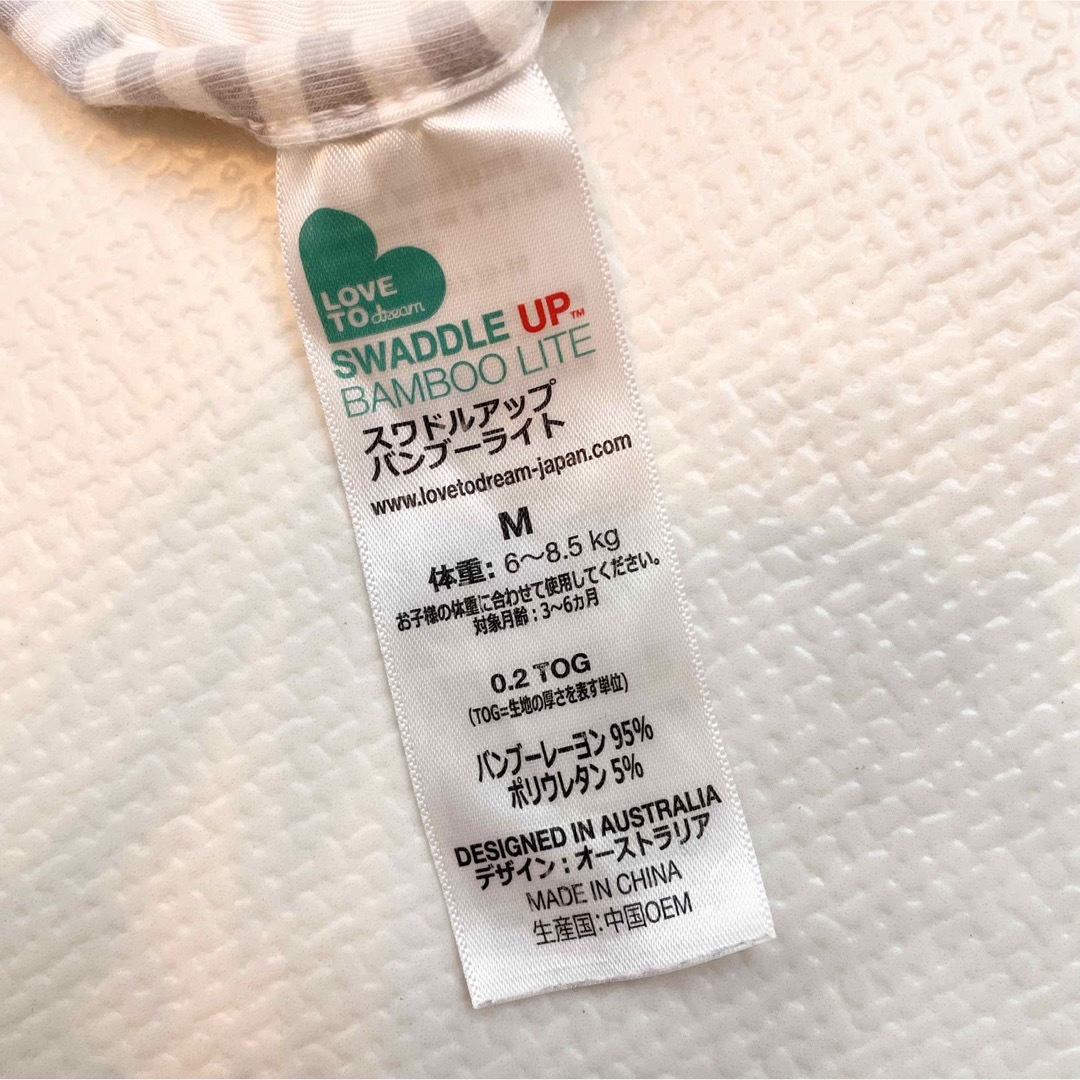 LOVE
TO dream
SWADDLE UP™
BAMBOO LITE
スワドルアップ
バンブーライト
www.lovetodream-japan.com
M
体重: 6〜8.5 kg
お子様の体重に合わせて使用してください。
対象月齢:3〜6カ月
0.2 TOG
(TOG=生地の厚さを表す単位)
バンブーレーヨン 95%
ポリウレタン 5%
DESIGNED IN AUSTRALIA
デザイン:オーストラリア
MADE IN CHINA
生産国:中国OEM